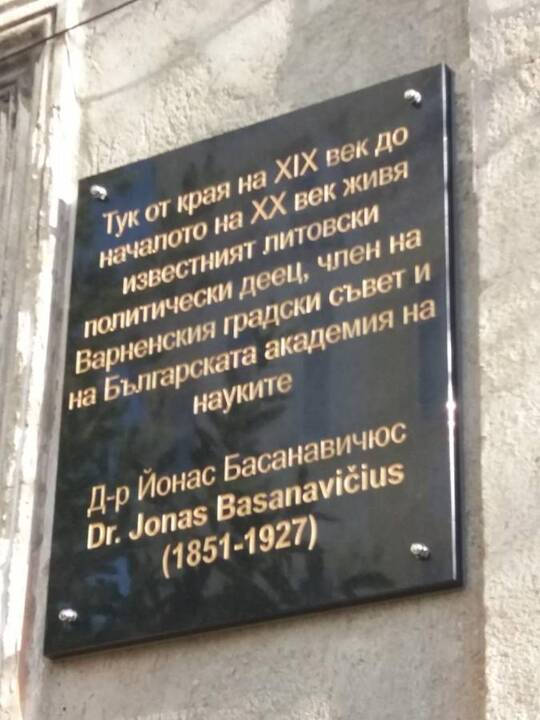 Тук от края на XIX век до
началото на XX век живя
известният литовски
политически деец, член на
Варненския градски съвет и
на Българската академия на
науките
Д-р Йонас Басанавичюс
Dr. Jonas Basanavičius
(1851-1927)